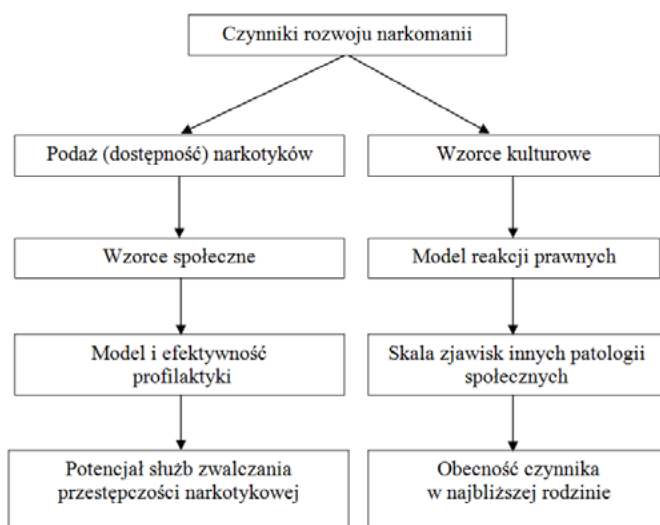 Czynniki rozwoju narkomanii
Podaż (dostępność) narkotyków
Wzorce kulturowe
Wzorce społeczne
Model reakcji prawnych
Model i efektywność
profilaktyki
Skala zjawisk innych patologii
społecznych
Potencjał służb zwalczania
przestępczości narkotykowej
Obecność czynnika
w najbliższej rodzinie